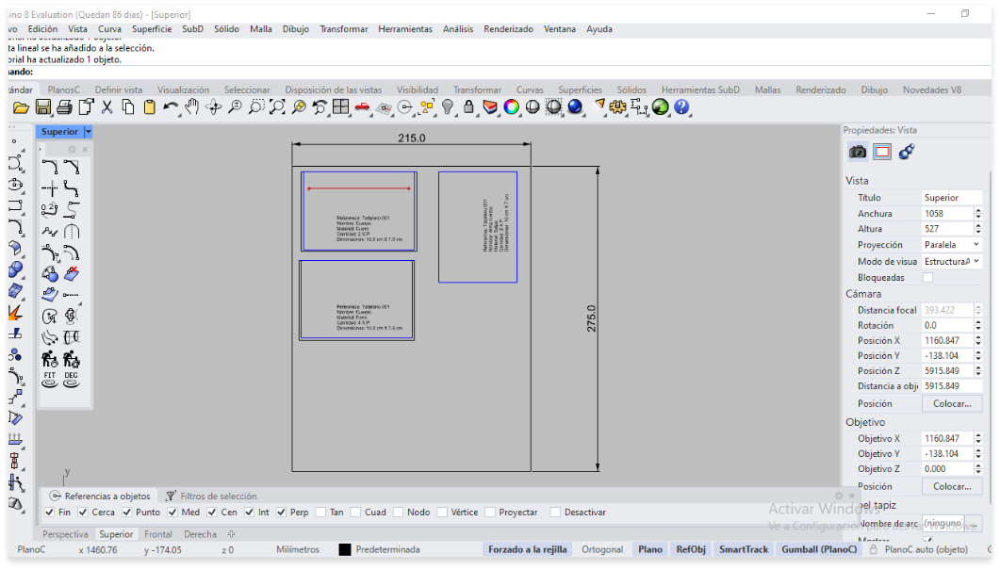 ino 8 Evaluation (Quedan 86 días) - [Superior]
vo Edición Vista Curva Superficie SubD Sólido Malla Dibujo Transformar Herramientas Análisis Renderizado Ventana Ayuda
ta lineal se ha añadido a la selección.
orial ha actualizado 1 objeto.
ando:
ándar PlanosC Definir vista Visualización Seleccionar Disposición de las vistas Visibilidad Transformar Curvas Superficies Sólidos Herramientas SubD Mallas Renderizado Dibujo Novedades V8
Superior
FIT DEG
215.0
275.0
Referencia: Tarjetero 001
Nombre: Cuerpo
Material: Cuero
Cantidad: 2 X P
Dimensiones: 10.5 cm X 7.5 cm
Referencia: Tarjetero 001
Material: Salpa
Dimensiones: 10 cm X 7 cm
Referencia: Tarjetero 001
Nombre: Cuerpo
Material: Forro
Cantidad: 4 X P
Dimensiones: 10.5 cm X 7.5 cm
y
Propiedades: Vista
Vista
Título Superior
Anchura 1058
Altura 527
Proyección Paralela
Modo de visua EstructuraA
Bloqueadas
Cámara
Distancia focal 393.422
Rotación 0.0
Posición X 1160.847
Posición Y -138.104
Posición Z 5915.849
Distancia a obje 5915.849
Posición Colocar...
Objetivo
Objetivo X 1160.847
Objetivo Y -138.104
Objetivo Z 0.000
Posición Colocar...
pel tapiz
Nombre de arc (ninguno ...
Mostrar
Activar Windows
Ve a Configuración para activar Windows.
Referencias a objetos Filtros de selección
Fin Cerca Punto Med Cen Int Perp Tan Cuad Nodo Vértice Proyectar Desactivar
Perspectiva Superior Frontal Derecha
PlanoC x 1460.76 y -174.05 z 0 Milímetros Predeterminada Forzado a la rejilla Ortogonal Plano RefObj SmartTrack Gumball (PlanoC) PlanoC auto (objeto)